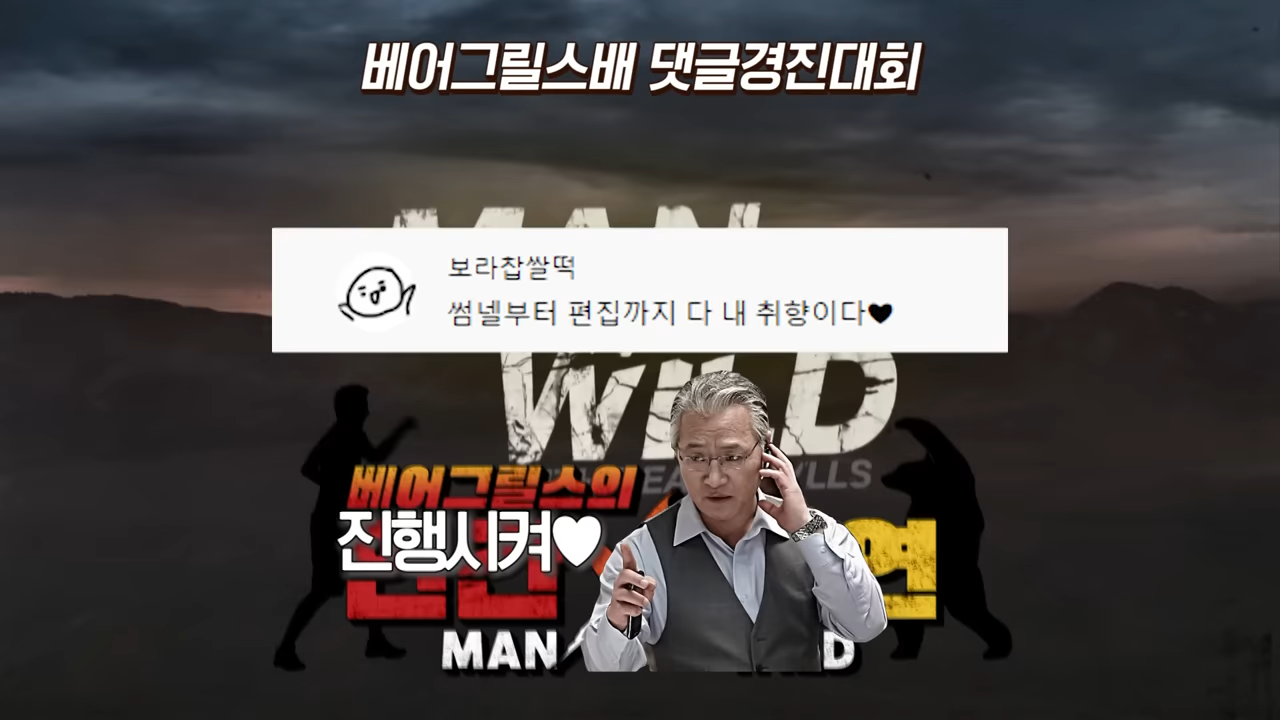 베어그릴스배 댓글경진대회
MAN
보라찹쌀떡
썸넬부터 편집까지 다 내 취향이다♥
WILD
베어그릴스의
진행시켜♥
MAN